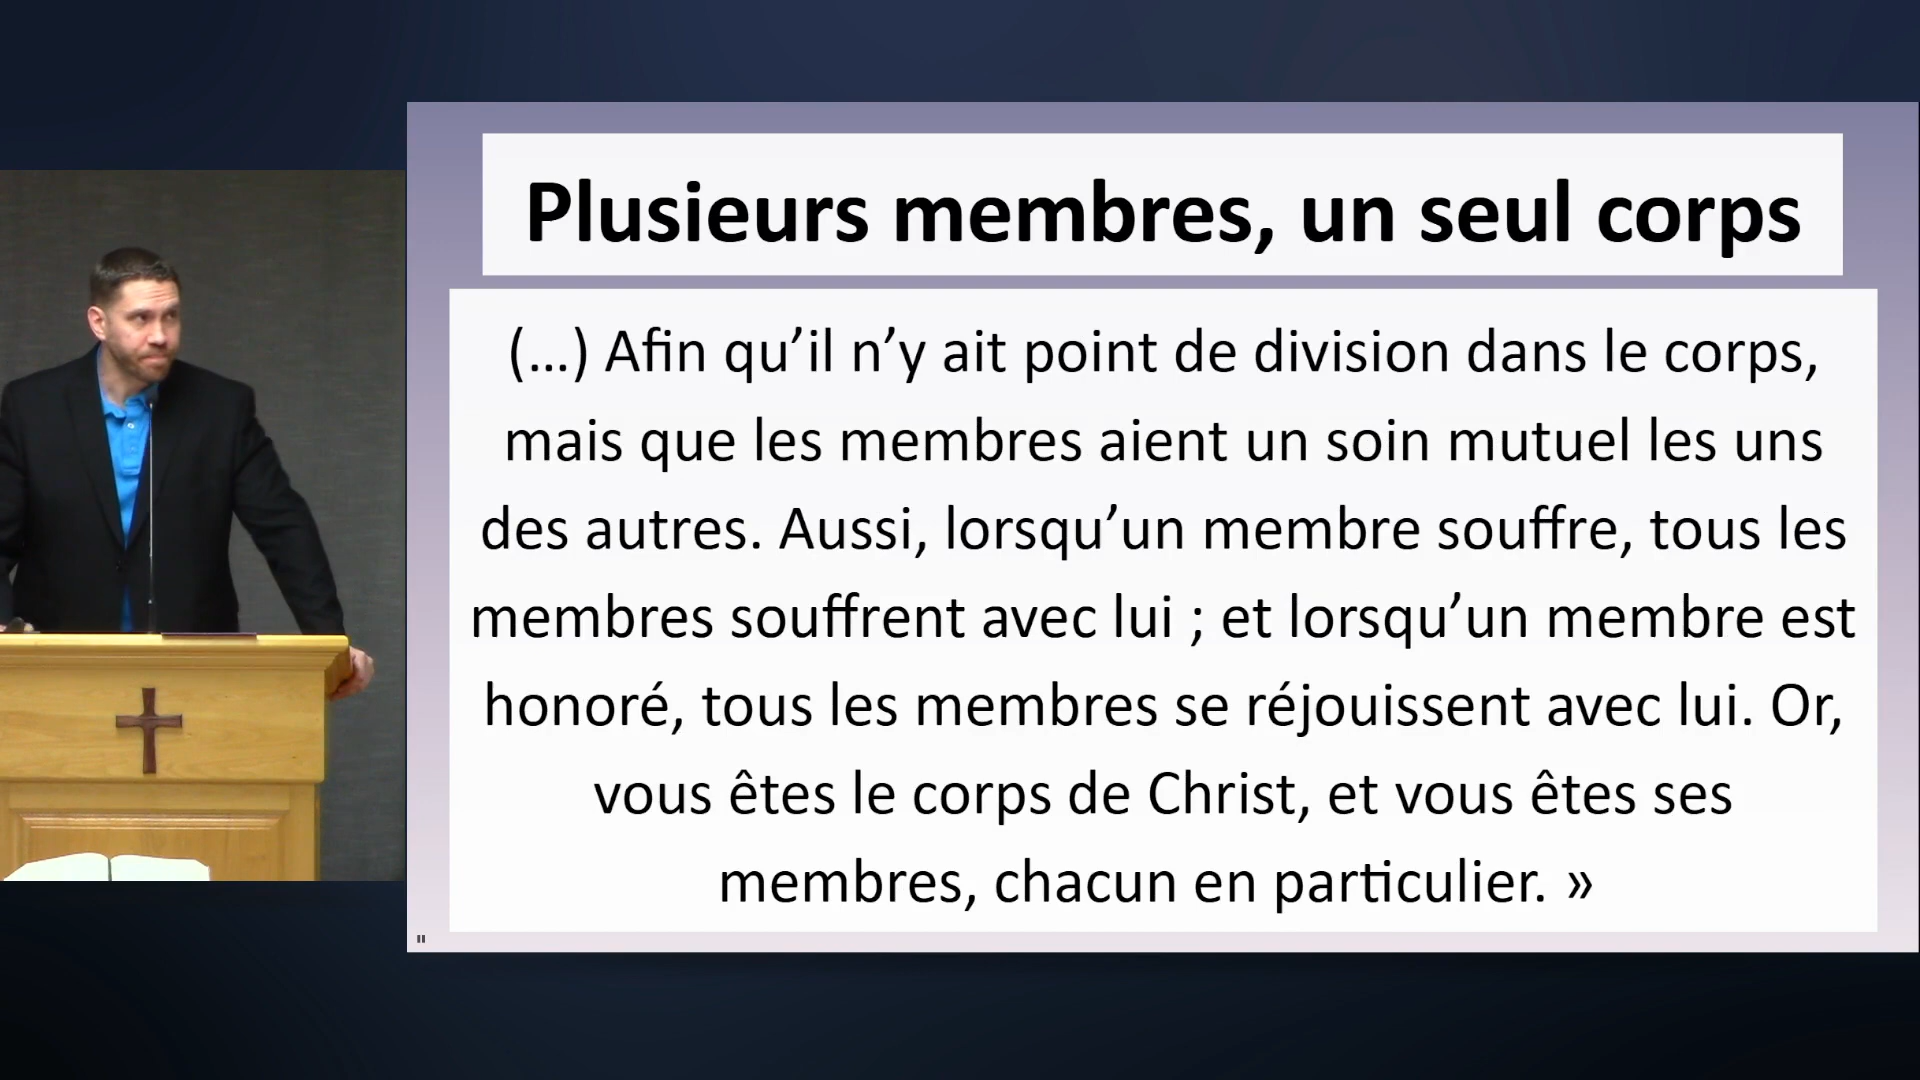 Plusieurs membres, un seul corps
(…) Afin qu’il n’y ait point de division dans le corps,
mais que les membres aient un soin mutuel les uns
des autres. Aussi, lorsqu’un membre souffre, tous les
membres souffrent avec lui ; et lorsqu’un membre est
honoré, tous les membres se réjouissent avec lui. Or,
vous êtes le corps de Christ, et vous êtes ses
membres, chacun en particulier. »
"